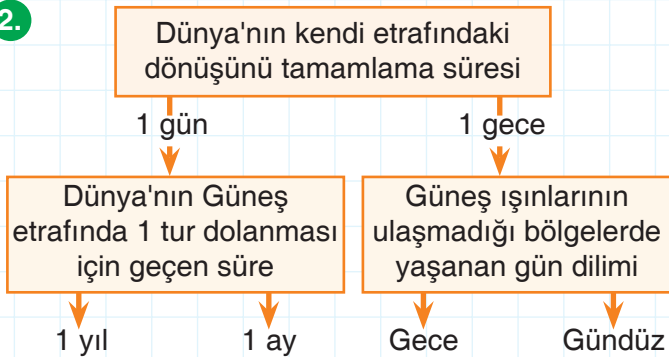 2.
Dünya'nın kendi etrafındaki
dönüşünü tamamlama süresi
1 gün
1 gece
Dünya'nın Güneş
etrafında 1 tur dolanması
için geçen süre
Güneş ışınlarının
ulaşmadığı bölgelerde
yaşanan gün dilimi
1 yıl
1 ay
Gece
Gündüz